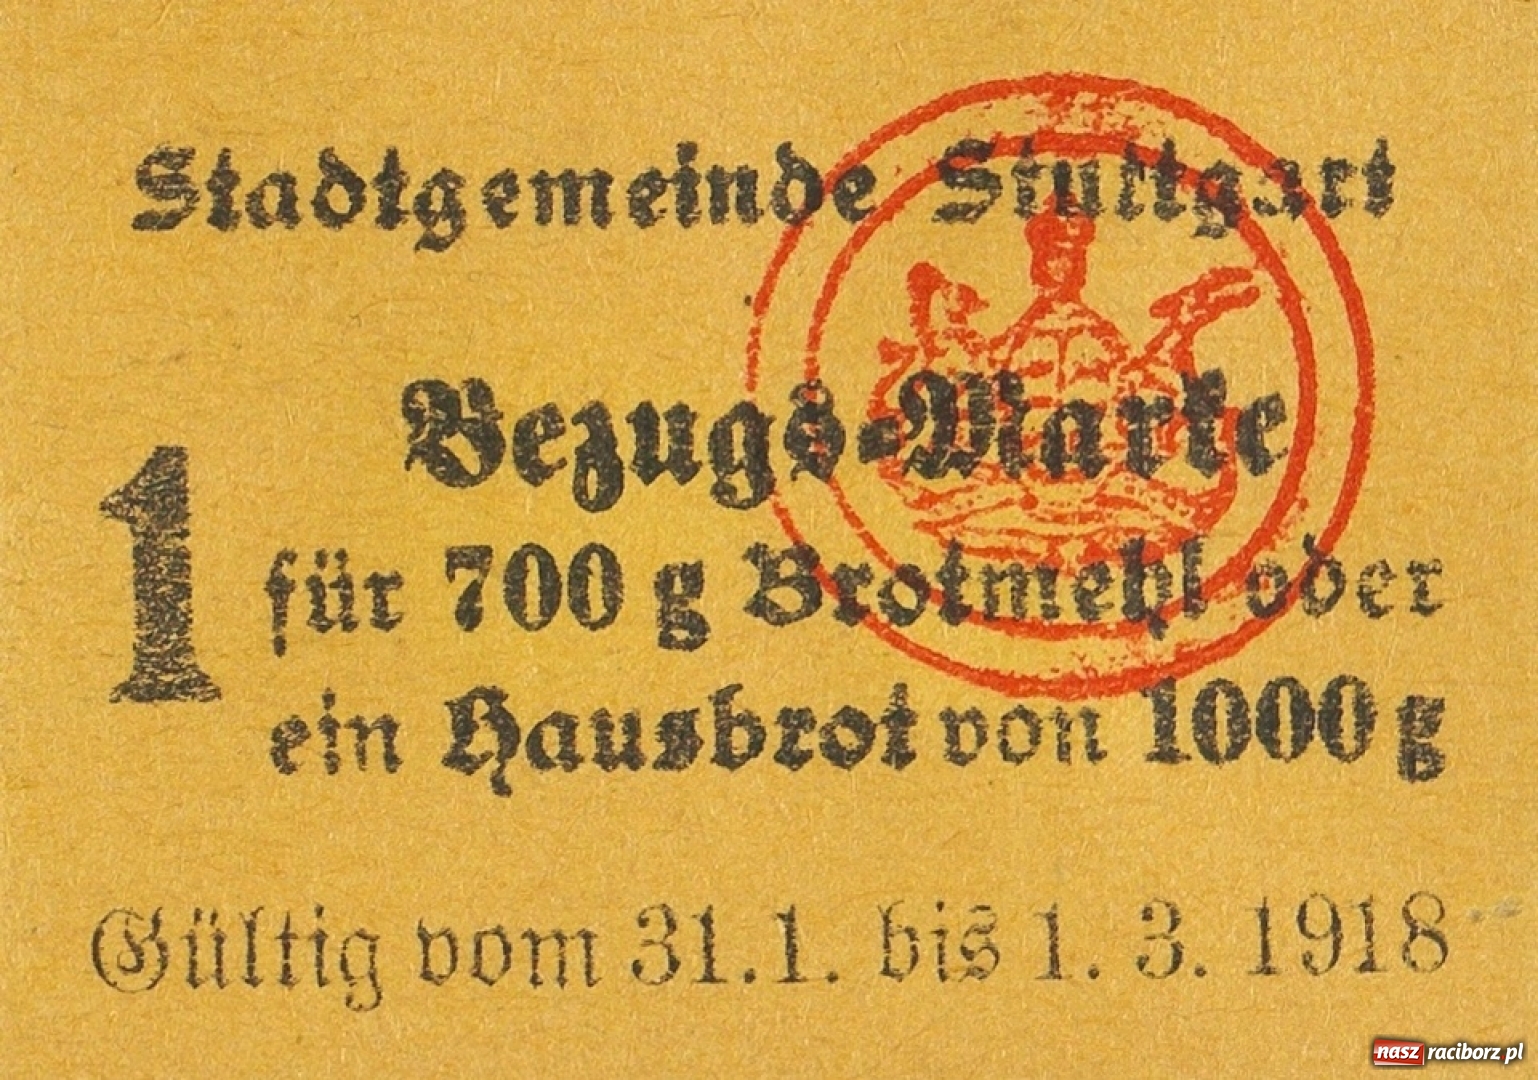 Stadtgemeinde Stuttgart
Bezugs-Marke
1
für 700 g Brotmehl oder
ein Hausbrot von 1000 g
Gültig vom 31.1. bis 1. 3. 1918
nasz raciborz.pl